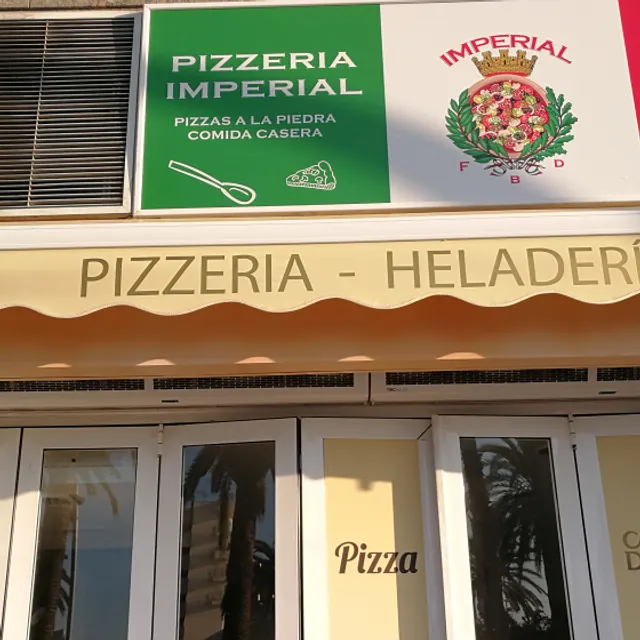 PIZZERIA
IMPERIAL
PIZZAS A LA PIEDRA
COMIDA CASERA
IMPERIAL
F B D
PIZZERIA - HELADERÍ
Pizza